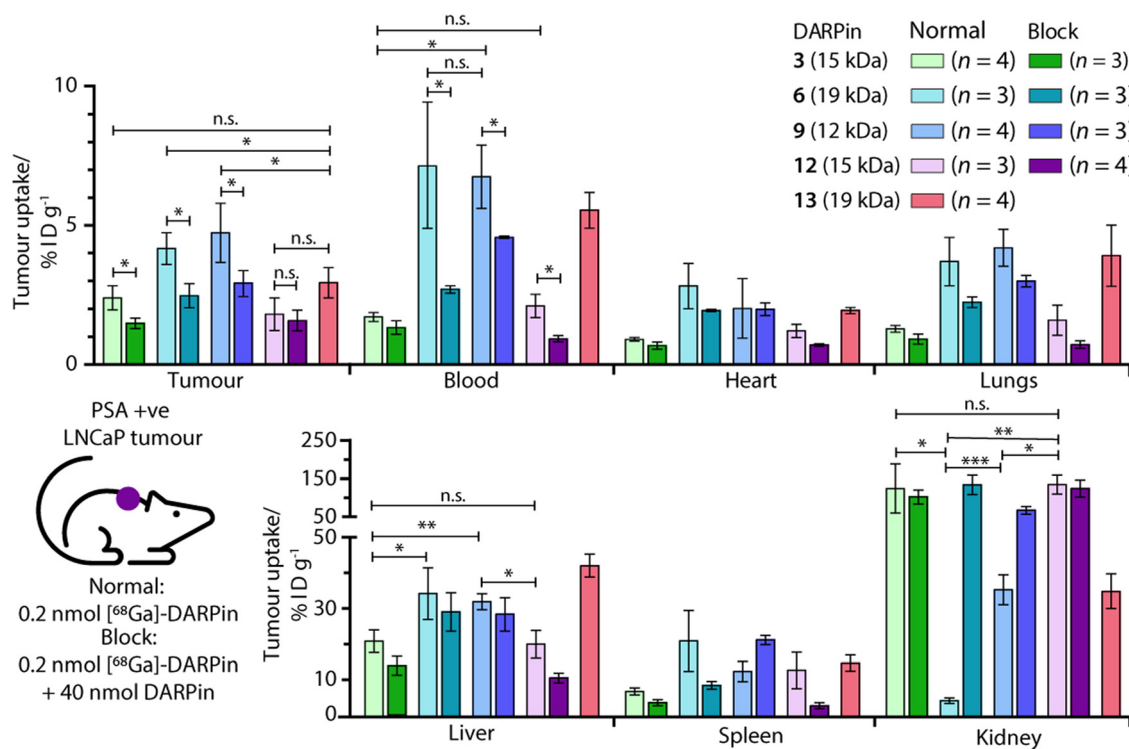 DARPin Normal Block
3 (15 kDa) (n = 4) (n = 3)
6 (19 kDa) (n = 3) (n = 3)
9 (12 kDa) (n = 4) (n = 3)
12 (15 kDa) (n = 3) (n = 4)
13 (19 kDa) (n = 4)
n.s.
*
n.s.
*
*
n.s.
*
*
*
*
*
n.s.
n.s.
*
Tumour uptake/
% I D g⁻¹
10
5
0
Tumour Blood Heart Lungs
PSA +ve
LNCaP tumour
Normal:
0.2 nmol [⁶⁸Ga]-DARPin
Block:
0.2 nmol [⁶⁸Ga]-DARPin
+ 40 nmol DARPin
Tumour uptake/
% I D g⁻¹
250
150
50
50
30
10
0
n.s.
**
*
*
n.s.
**
*
***
*
Liver Spleen Kidney